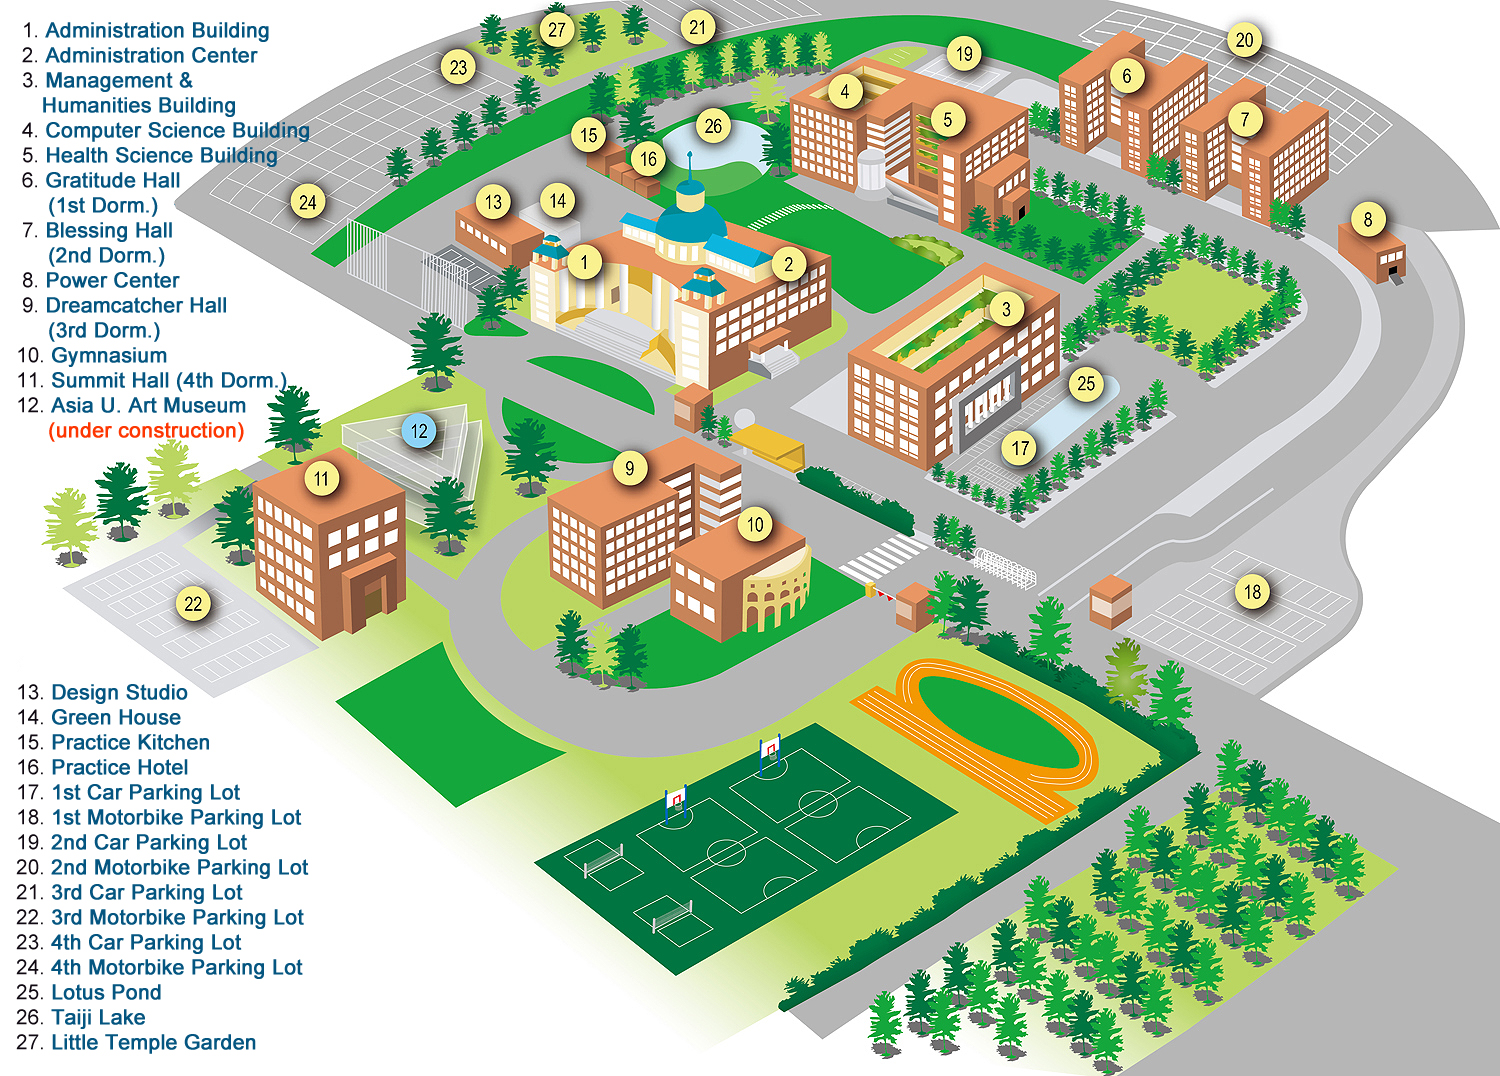 1. Administration Building
2. Administration Center
3. Management &
Humanities Building
4. Computer Science Building
5. Health Science Building
6. Gratitude Hall
(1st Dorm.)
7. Blessing Hall
(2nd Dorm.)
8. Power Center
9. Dreamcatcher Hall
(3rd Dorm.)
10. Gymnasium
11. Summit Hall (4th Dorm.)
12. Asia U. Art Museum
(under construction)
13. Design Studio
14. Green House
15. Practice Kitchen
16. Practice Hotel
17. 1st Car Parking Lot
18. 1st Motorbike Parking Lot
19. 2nd Car Parking Lot
20. 2nd Motorbike Parking Lot
21. 3rd Car Parking Lot
22. 3rd Motorbike Parking Lot
23. 4th Car Parking Lot
24. 4th Motorbike Parking Lot
25. Lotus Pond
26. Taiji Lake
27. Little Temple Garden
27
21
20
19
23
6
4
5
7
26
15
16
24
13
14
8
1
2
3
25
12
17
9
11
10
18
22